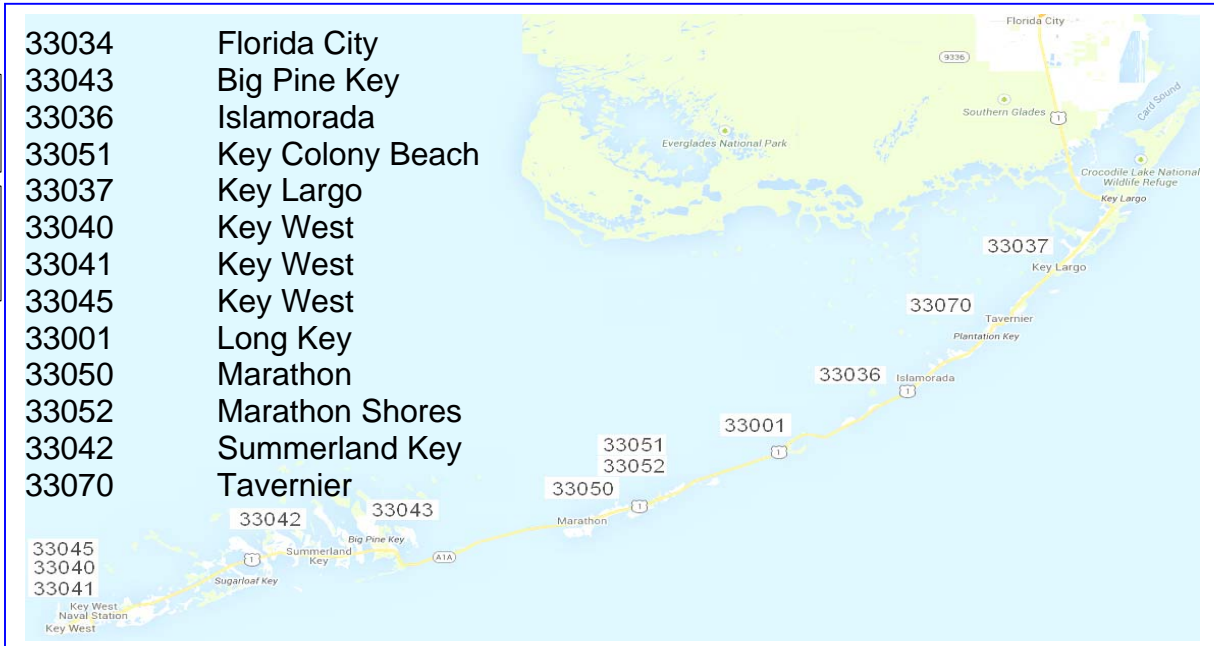 33034 Florida City
33043 Big Pine Key
33036 Islamorada
33051 Key Colony Beach
33037 Key Largo
33040 Key West
33041 Key West
33045 Key West
33001 Long Key
33050 Marathon
33052 Marathon Shores
33042 Summerland Key
33070 Tavernier
Florida City
9336
Southern Glades
1
Card Sound
Everglades National Park
Crocodile Lake National
Wildlife Refuge
Key Largo
33037
Key Largo
33070
Tavernier
Plantation Key
33036
Islamorada
1
33001
1
33051
33052
33050
1
Marathon
33043
33042
Big Pine Key
Summerland
Key
A1A
1
Sugarloaf Key
33045
33040
33041
Key West
Naval Station
Key West